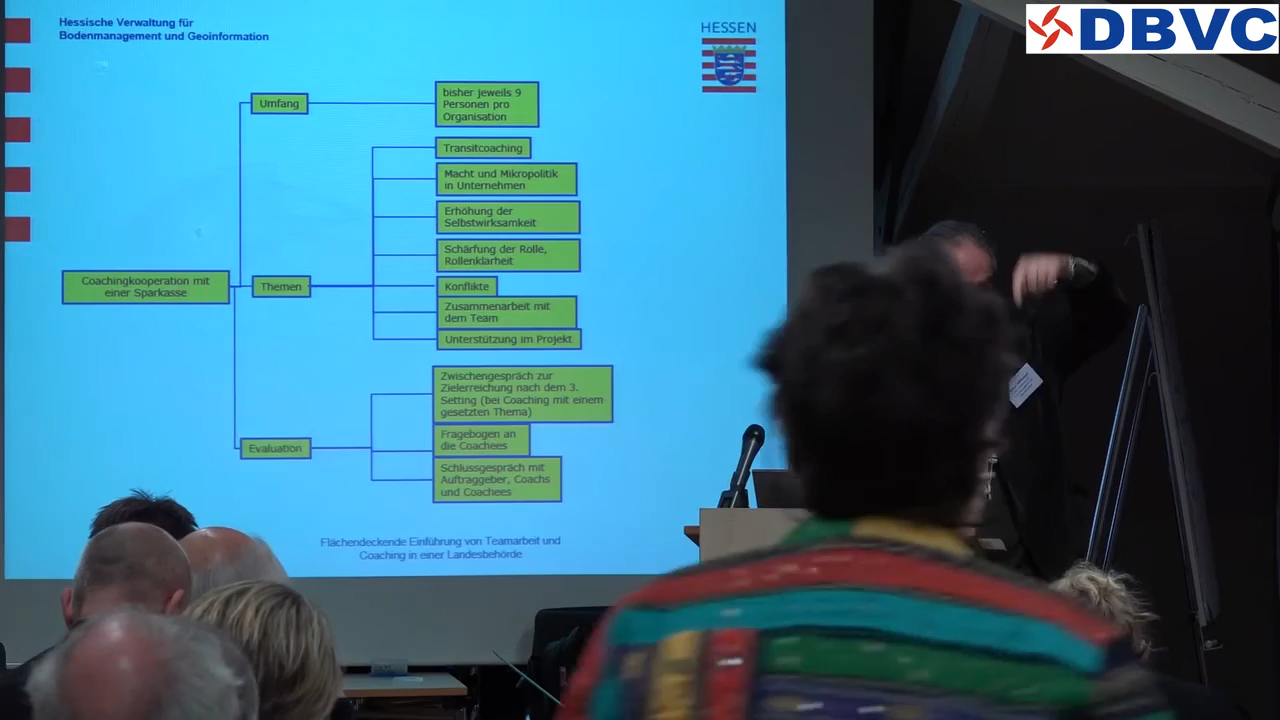 Hessische Verwaltung für
Bodenmanagement und Geoinformation
HESSEN
DBVC
Umfang
bisher jeweils 9
Personen pro
Organisation
Transitcoaching
Macht und Mikropolitik
in Unternehmen
Erhöhung der
Selbstwirksamkeit
Schärfung der Rolle,
Rollenklarheit
Coachingkooperation mit
einer Sparkasse
Themen
Konflikte
Zusammenarbeit mit
dem Team
Unterstützung im Projekt
Zwischengespräch zur
Zielerreichung nach dem 3.
Setting (bei Coaching mit einem
gesetzten Thema)
Evaluation
Fragebogen an
die Coachees
Schlussgespräch mit
Auftraggeber, Coachs
und Coachees
Flächendeckende Einführung von Teamarbeit und
Coaching in einer Landesbehörde